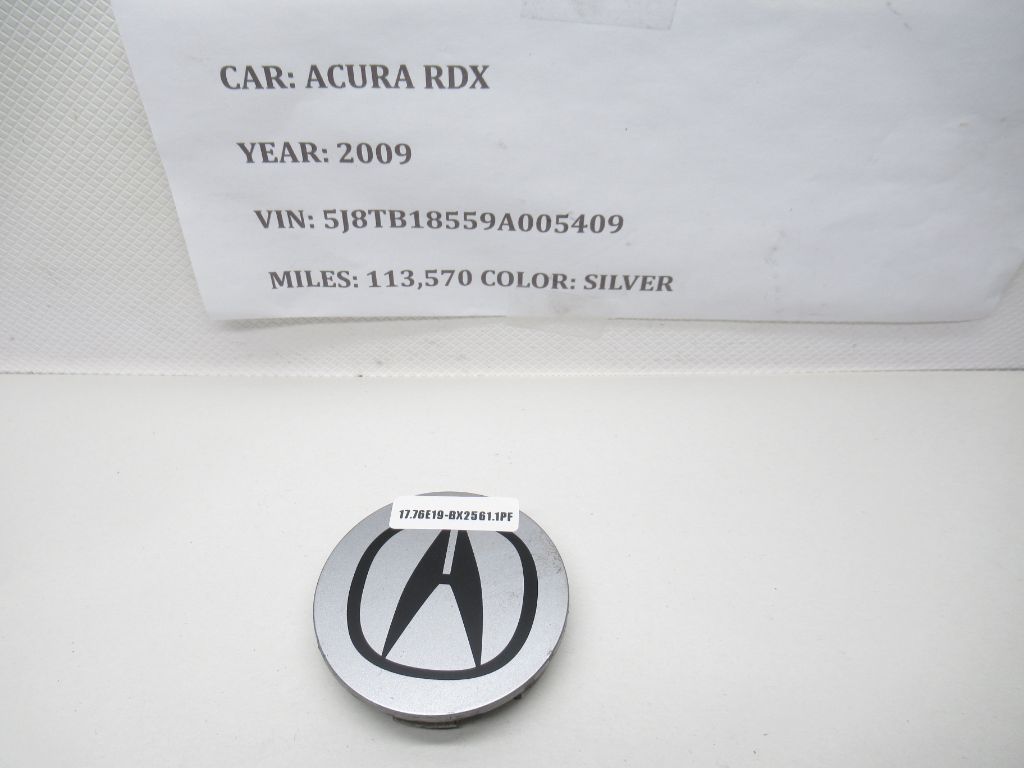 CAR: ACURA RDX
YEAR: 2009
VIN: 5J8TB18559A005409
MILES: 113,570 COLOR: SILVER
17.76E19-BX2561.1PF